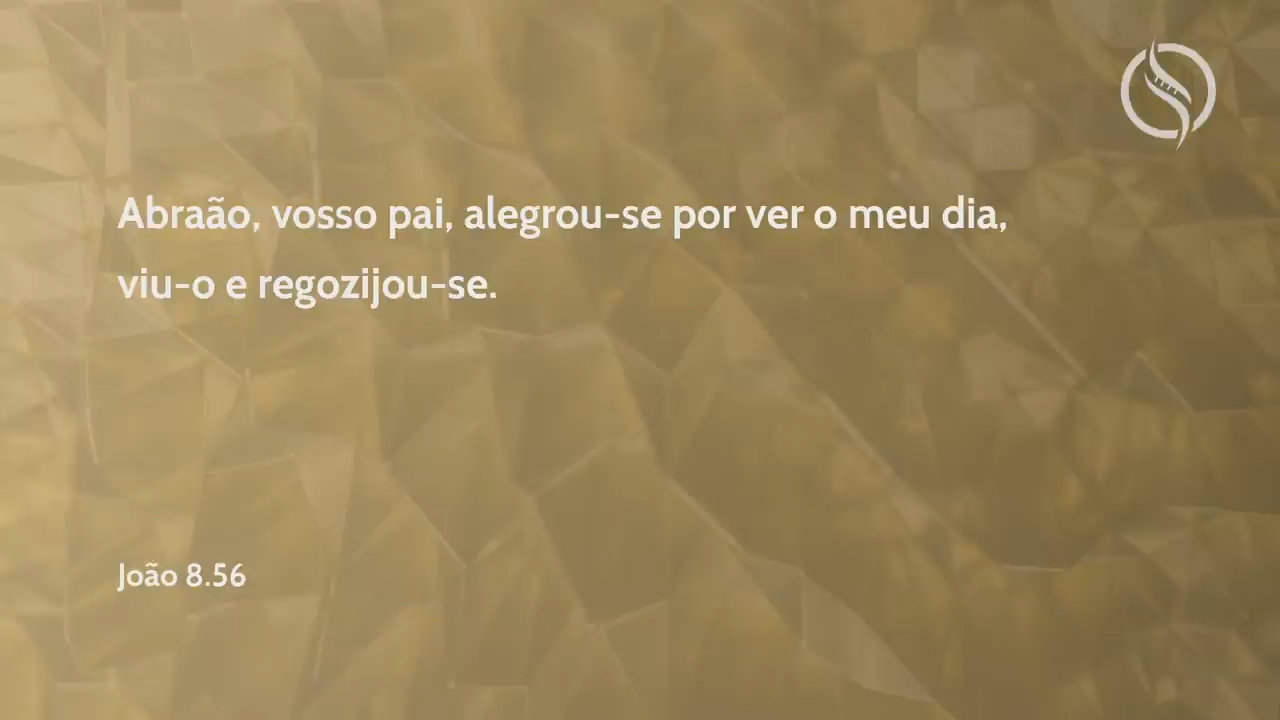 Abraão, vosso pai, alegrou-se por ver o meu dia,
viu-o e regozijou-se.
João 8.56